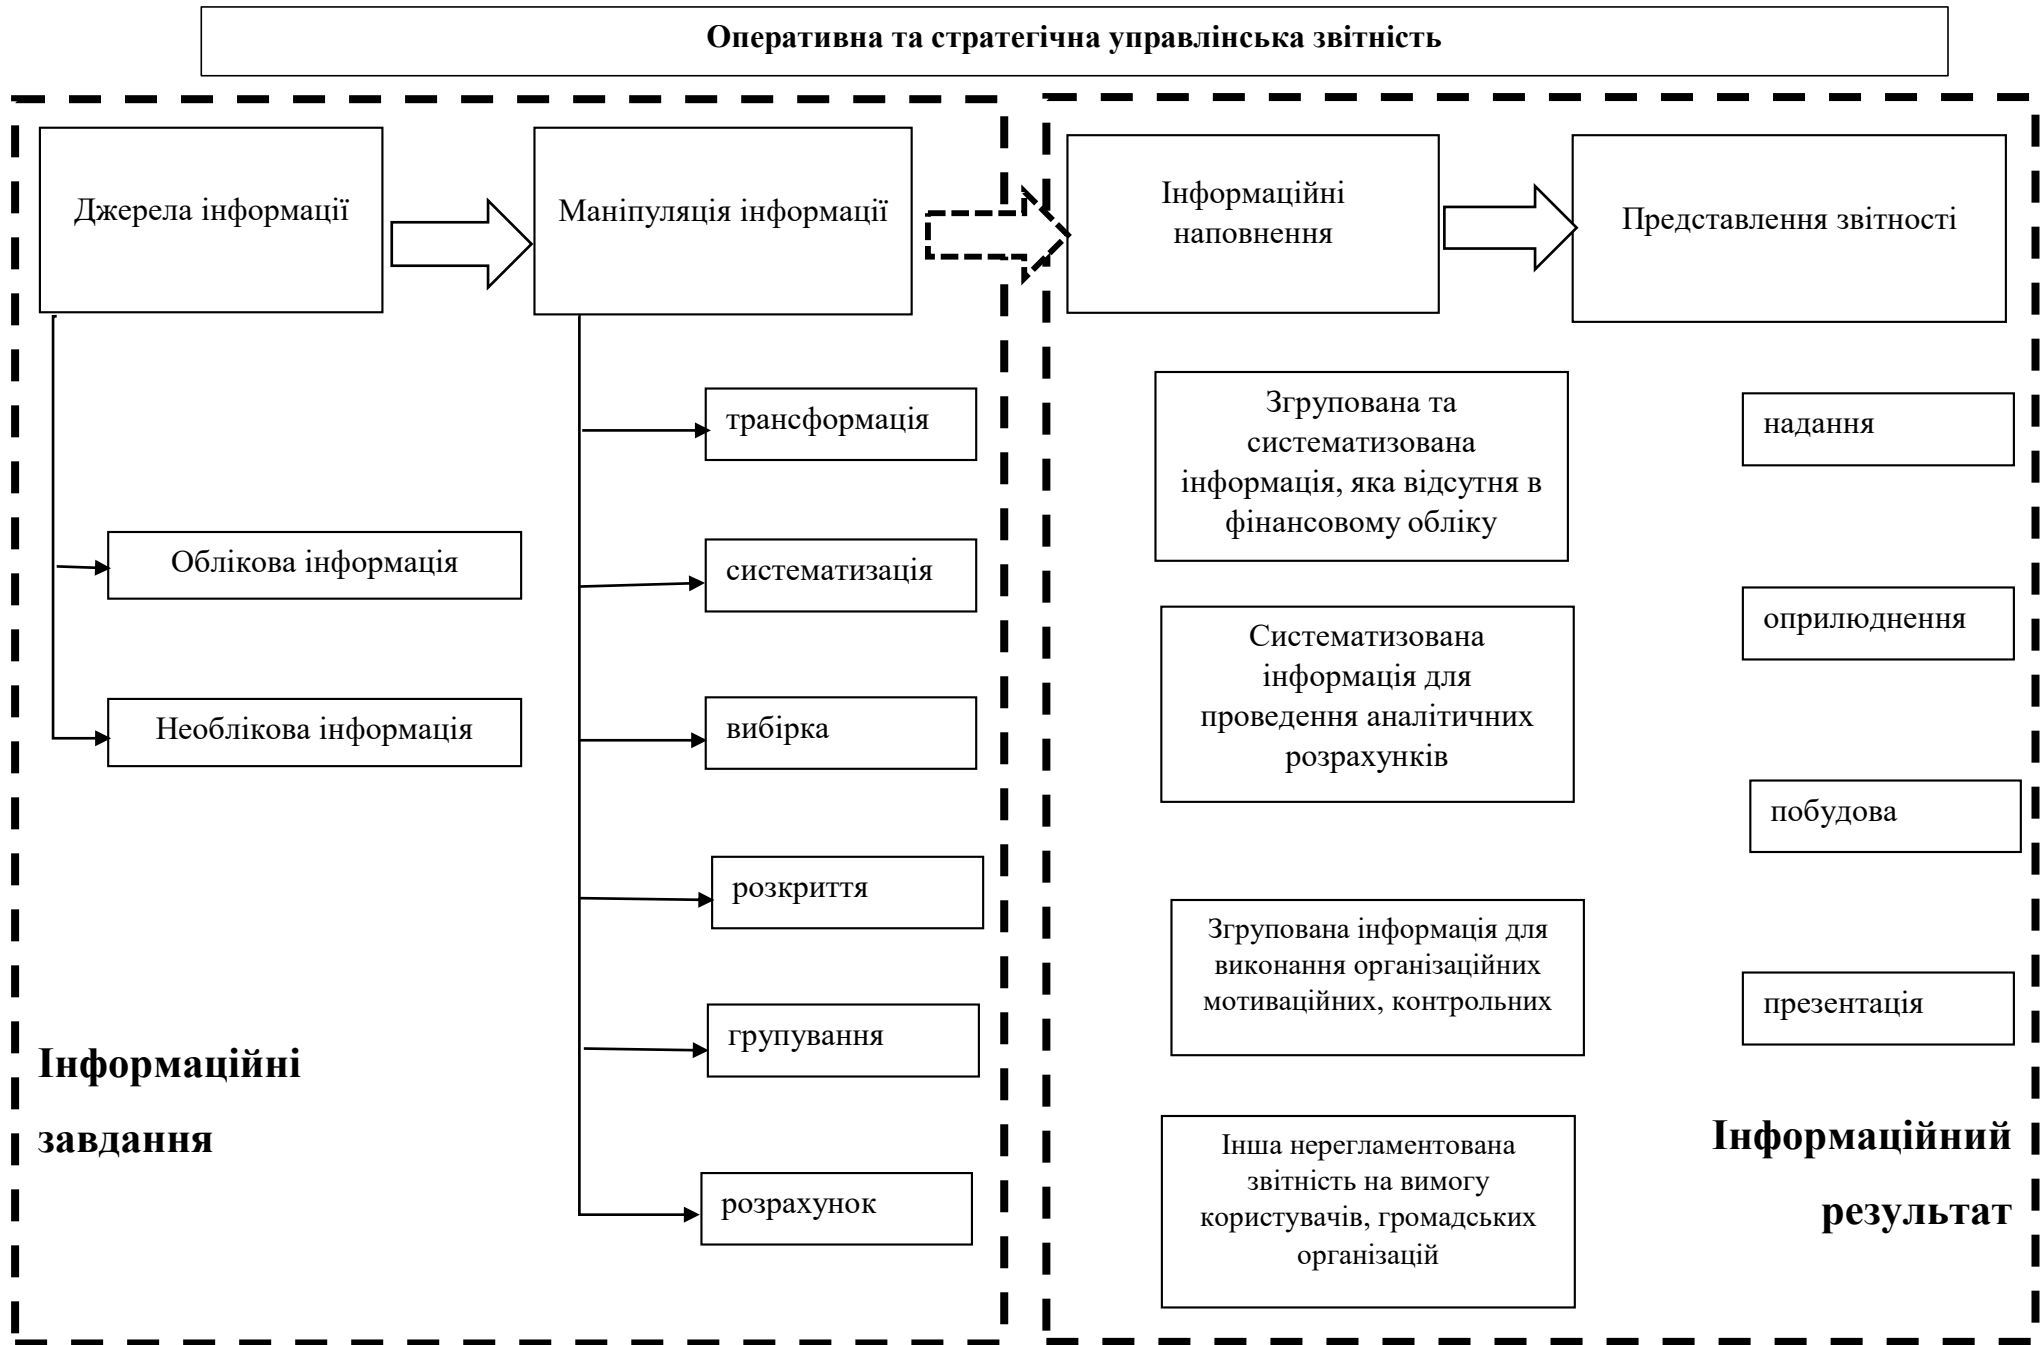 Оперативна та стратегічна управлінська звітність
Джерела інформації
Маніпуляція інформації
Інформаційні
наповнення
Представлення звітності
Облікова інформація
Необлікова інформація
трансформація
систематизація
вибірка
розкриття
групування
розрахунок
Інформаційні
завдання
Згрупована та
систематизована
інформація, яка відсутня в
фінансовому обліку
Систематизована
інформація для
проведення аналітичних
розрахунків
Згрупована інформація для
виконання організаційних
мотиваційних, контрольних
Інша нерегламентована
звітність на вимогу
користувачів, громадських
організацій
надання
оприлюднення
побудова
презентація
Інформаційний
результат